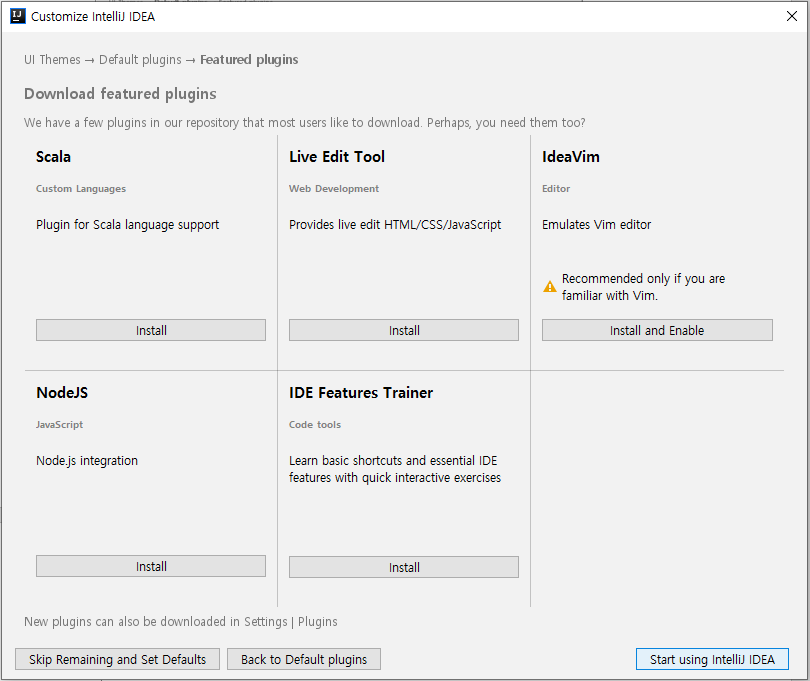 IJ
Customize IntelliJ IDEA
UI Themes → Default plugins → Featured plugins
Download featured plugins
We have a few plugins in our repository that most users like to download. Perhaps, you need them too?
Scala
Custom Languages
Plugin for Scala language support
Install
Live Edit Tool
Web Development
Provides live edit HTML/CSS/JavaScript
Install
IdeaVim
Editor
Emulates Vim editor
Recommended only if you are
familiar with Vim.
Install and Enable
NodeJS
JavaScript
Node.js integration
Install
IDE Features Trainer
Code tools
Learn basic shortcuts and essential IDE
features with quick interactive exercises
Install
New plugins can also be downloaded in Settings | Plugins
Skip Remaining and Set Defaults
Back to Default plugins
Start using IntelliJ IDEA